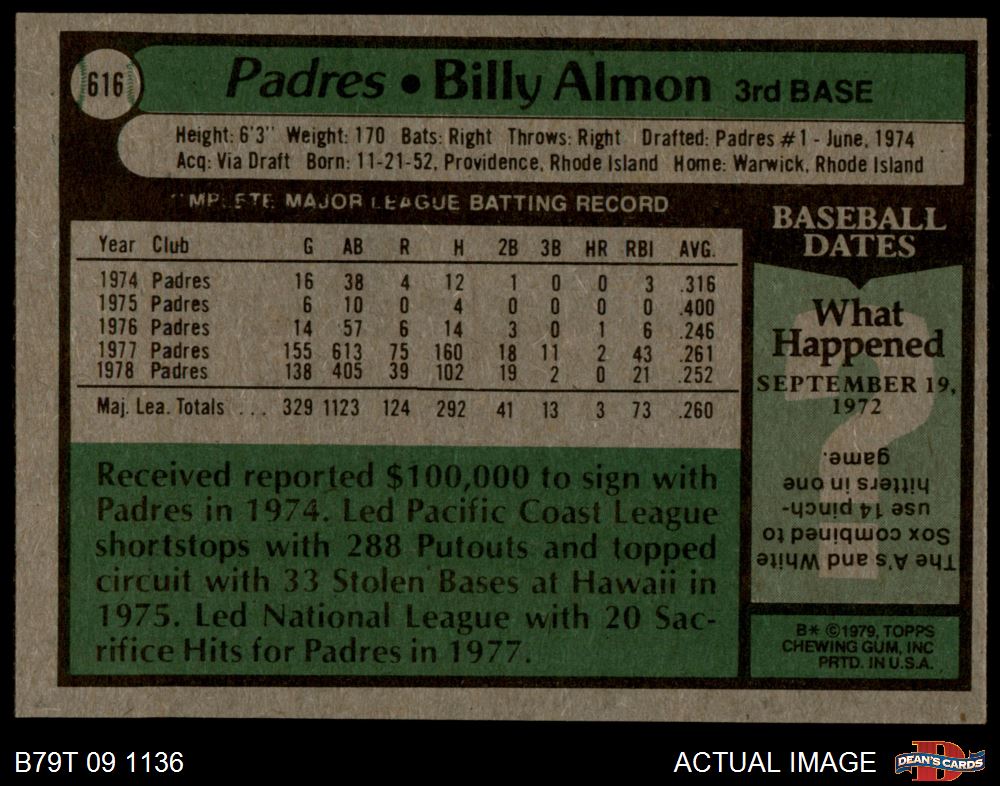 616
Padres • Billy Almon 3rd BASE
Height: 6'3" Weight: 170 Bats: Right Throws: Right Drafted: Padres #1 - June, 1974
Acq: Via Draft Born: 11-21-52, Providence, Rhode Island Home: Warwick, Rhode Island
MPLETE MAJOR LEAGUE BATTING RECORD
Year Club G AB R H 2B 3B HR RBI AVG.
1974 Padres 16 38 4 12 1 0 0 3 .316
1975 Padres 6 10 0 4 0 0 0 0 .400
1976 Padres 14 57 6 14 3 0 1 6 .246
1977 Padres 155 613 75 160 18 11 2 43 .261
1978 Padres 138 405 39 102 19 2 0 21 .252
Maj. Lea. Totals ... 329 1123 124 292 41 13 3 73 .260
Received reported $100,000 to sign with
Padres in 1974. Led Pacific Coast League
shortstops with 288 Putouts and topped
circuit with 33 Stolen Bases at Hawaii in
1975. Led National League with 20 Sac-
rifice Hits for Padres in 1977.
BASEBALL
DATES
What
Happened
SEPTEMBER 19,
1972
The A's and White
Sox combined to
use 14 pinch-
hitters in one
game.
B* ©1979, TOPPS
CHEWING GUM, INC
PRTD. IN U.S.A.
B79T 09 1136
ACTUAL IMAGE
D
DEAN'S CARDS